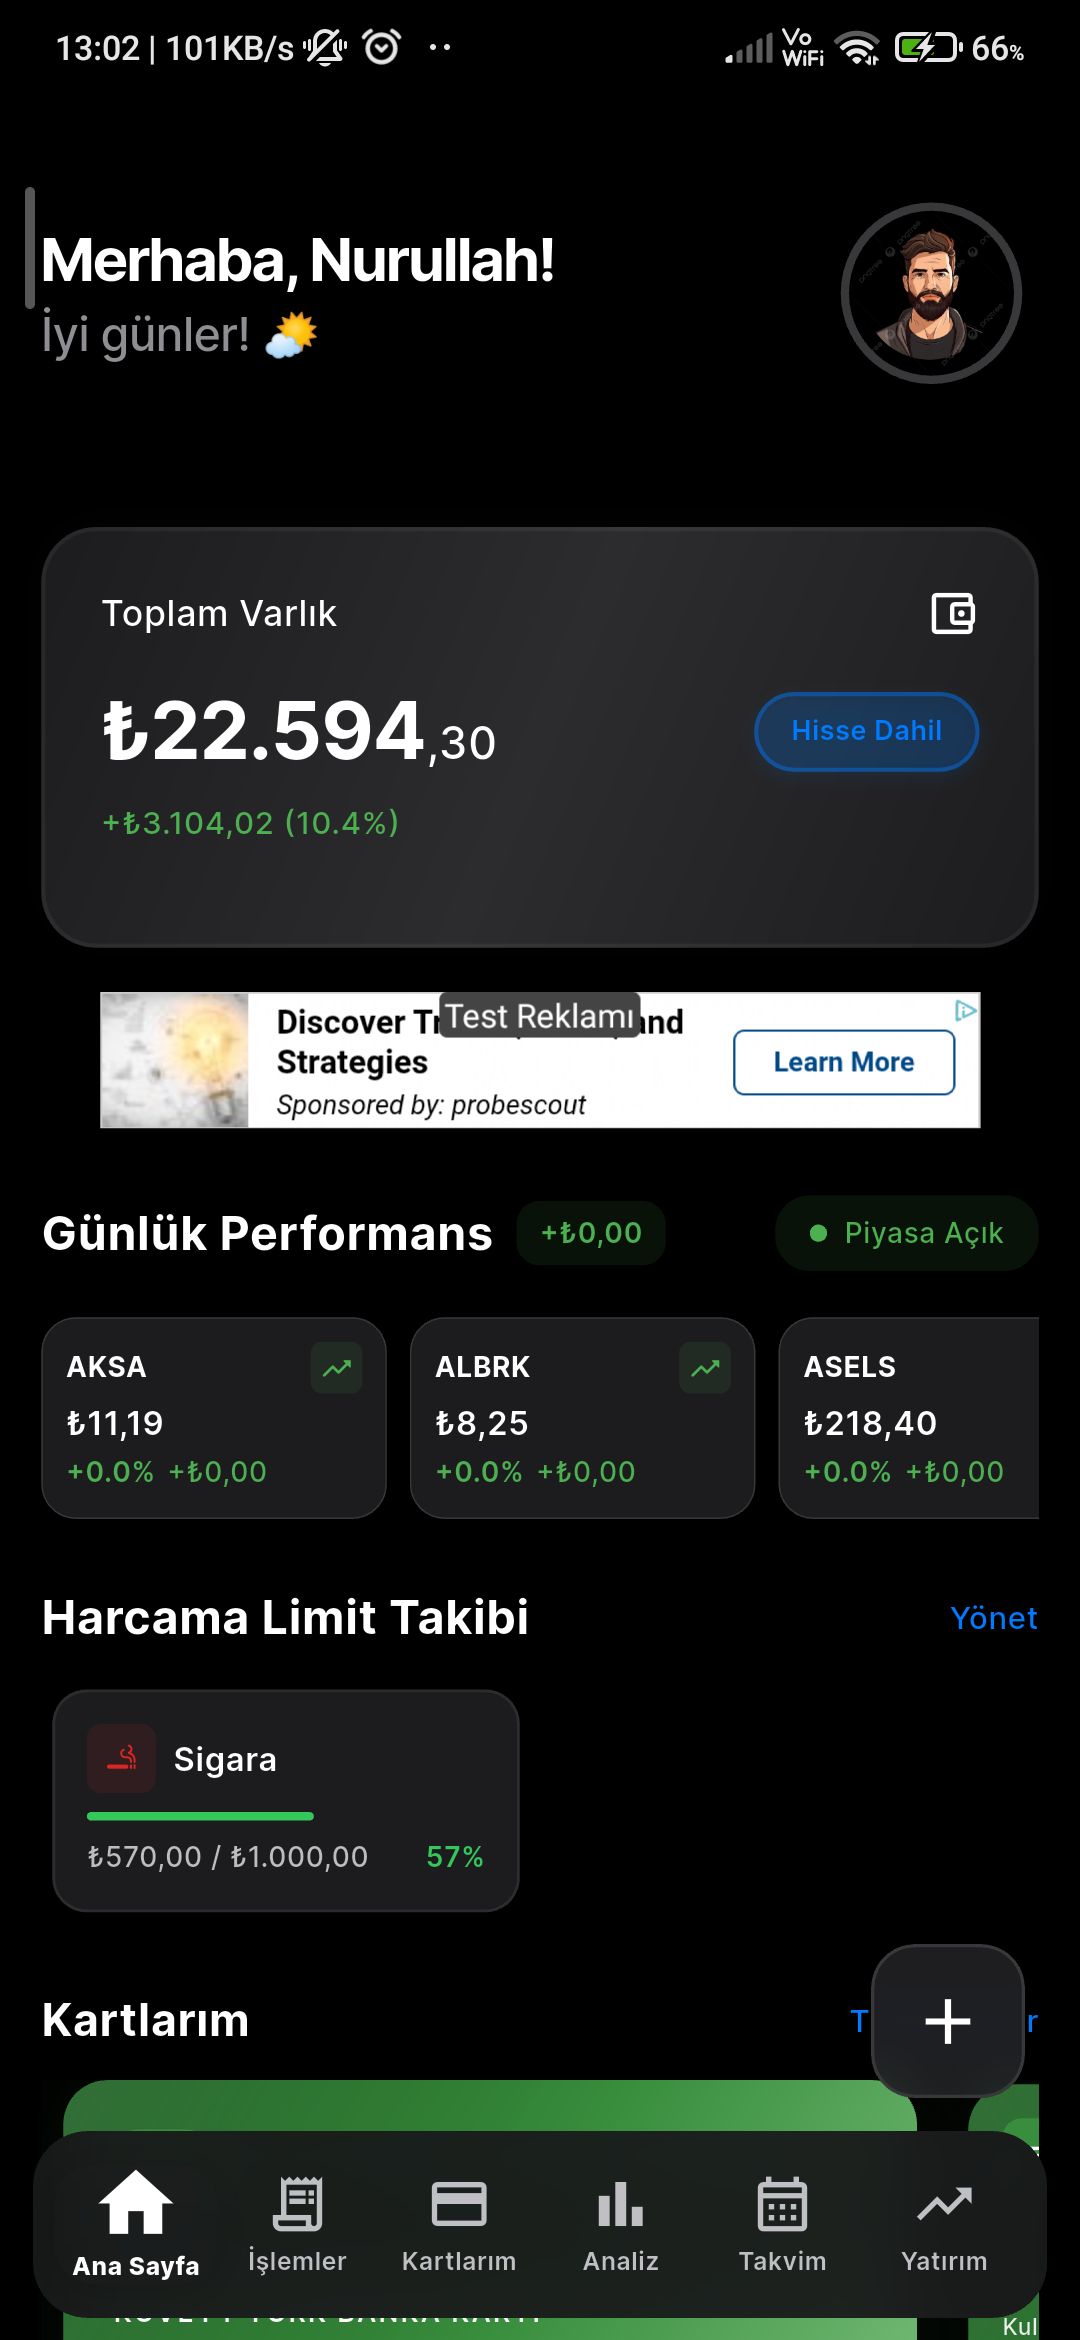 13:02 | 101KB/s
Vo WiFi
66%
Merhaba, Nurullah!
İyi günler!
Toplam Varlık
₺22.594,30
Hisse Dahil
+₺3.104,02 (10.4%)
Test Reklamı
Discover and
Strategies
Learn More
Sponsored by: probescout
Günlük Performans
+₺0,00
Piyasa Açık
AKSA
₺11,19
+0.0% +₺0,00
ALBRK
₺8,25
+0.0% +₺0,00
ASELS
₺218,40
+0.0% +₺0,00
Harcama Limit Takibi
Yönet
Sigara
₺570,00 / ₺1.000,00
57%
Kartlarım
Ana Sayfa
İşlemler
Kartlarım
Analiz
Takvim
Yatırım